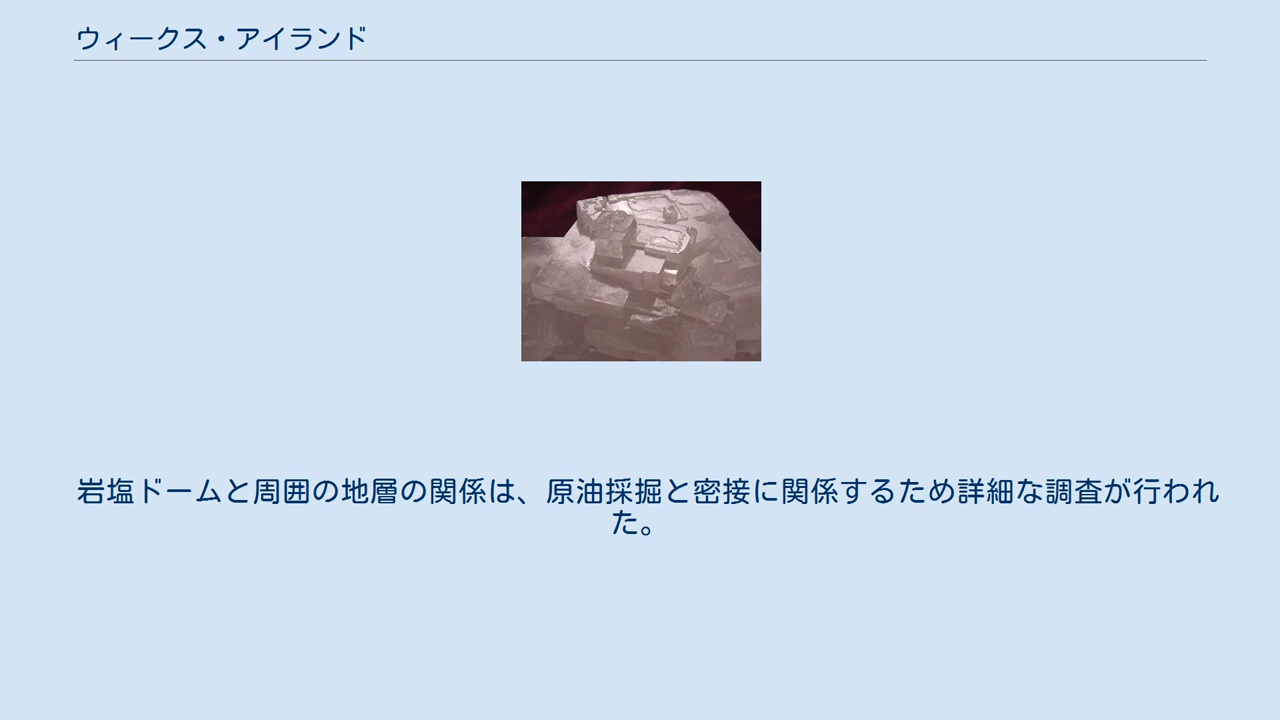 ウィークス・アイランド
岩塩ドームと周囲の地層の関係は、原油採掘と密接に関係するため詳細な調査が行われ
た。